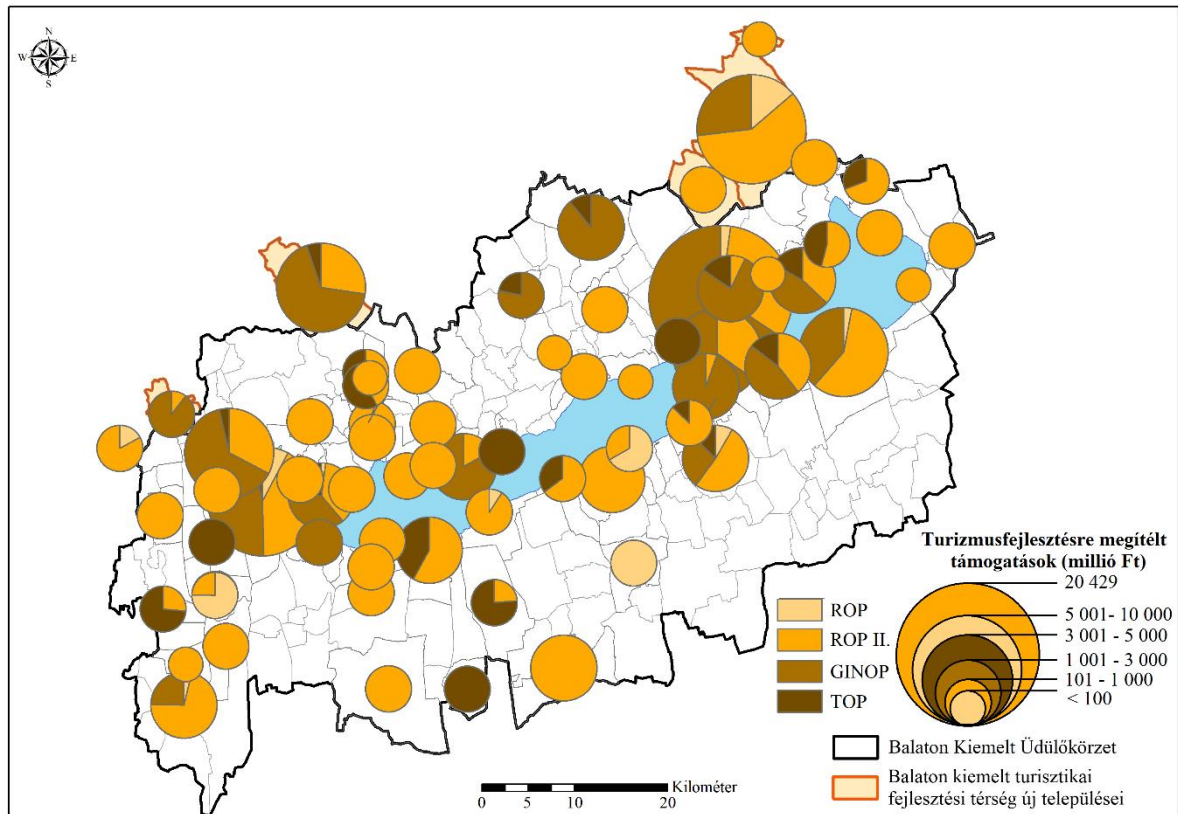 N
W E
S
Turizmusfejlesztésre megítélt
támogatások (millió Ft)
20 429
5 001- 10 000
3 001 - 5 000
1 001 - 3 000
101 - 1 000
< 100
ROP
ROP II.
GINOP
TOP
Balaton Kiemelt Üdülőkörzet
Balaton kiemelt turisztikai
fejlesztési térség új települései
Kilométer
0 5 10 20